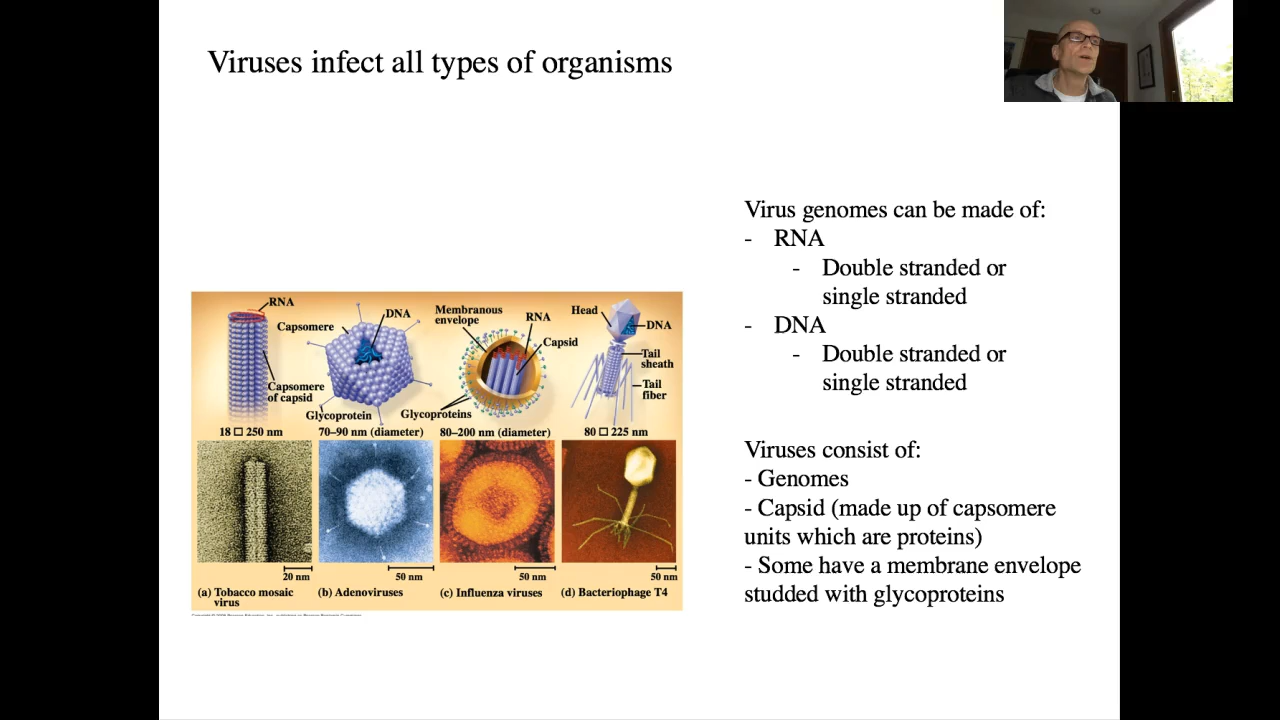 Viruses infect all types of organisms
Virus genomes can be made of:
- RNA
- Double stranded or
single stranded
- DNA
- Double stranded or
single stranded
Viruses consist of:
- Genomes
- Capsid (made up of capsomere
units which are proteins)
- Some have a membrane envelope
studded with glycoproteins
RNA
Capsomere
of capsid
18 □ 250 nm
Capsomere
DNA
Glycoprotein
70–90 nm (diameter)
Membranous
envelope
RNA
Capsid
Glycoproteins
80–200 nm (diameter)
Head
DNA
Tail
sheath
Tail
fiber
80 □ 225 nm
20 nm
50 nm
50 nm
50 nm
(a) Tobacco mosaic
virus
(b) Adenoviruses
(c) Influenza viruses
(d) Bacteriophage T4